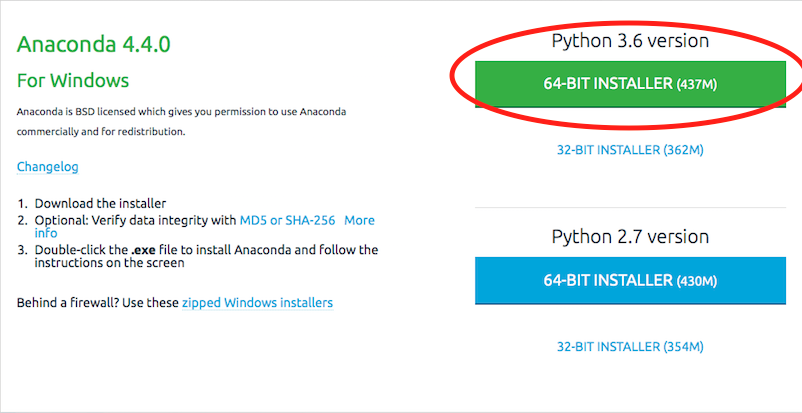 Anaconda 4.4.0
For Windows
Anaconda is BSD licensed which gives you permission to use Anaconda
commercially and for redistribution.
Changelog
1. Download the installer
2. Optional: Verify data integrity with MD5 or SHA-256 More
info
3. Double-click the .exe file to install Anaconda and follow the
instructions on the screen
Behind a firewall? Use these zipped Windows installers
Python 3.6 version
64-BIT INSTALLER (437M)
32-BIT INSTALLER (362M)
Python 2.7 version
64-BIT INSTALLER (430M)
32-BIT INSTALLER (354M)